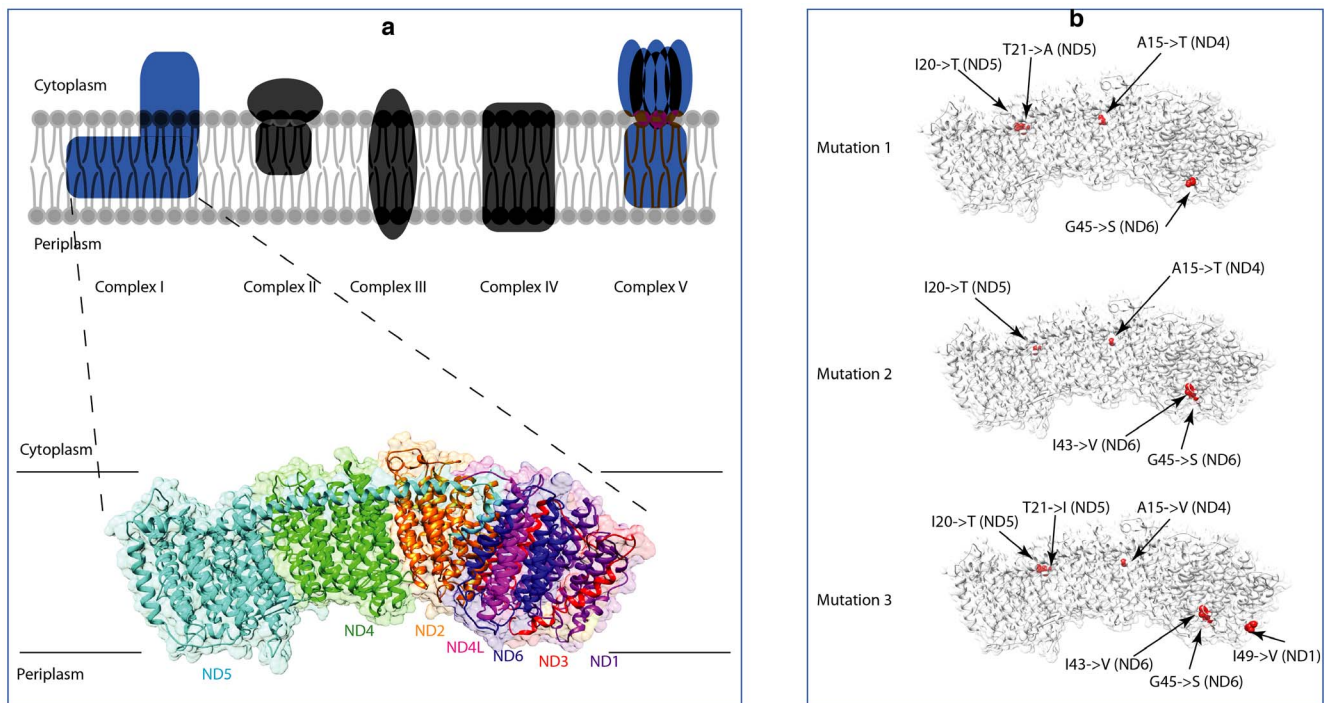 a
Cytoplasm
Periplasm
Complex I
Complex II
Complex III
Complex IV
Complex V
Cytoplasm
Periplasm
ND5
ND4
ND2
ND4L
ND6
ND3
ND1
b
Mutation 1
I20->T (ND5)
T21->A (ND5)
A15->T (ND4)
G45->S (ND6)
Mutation 2
I20->T (ND5)
A15->T (ND4)
I43->V (ND6)
G45->S (ND6)
Mutation 3
I20->T (ND5)
T21->I (ND5)
A15->V (ND4)
I43->V (ND6)
G45->S (ND6)
I49->V (ND1)